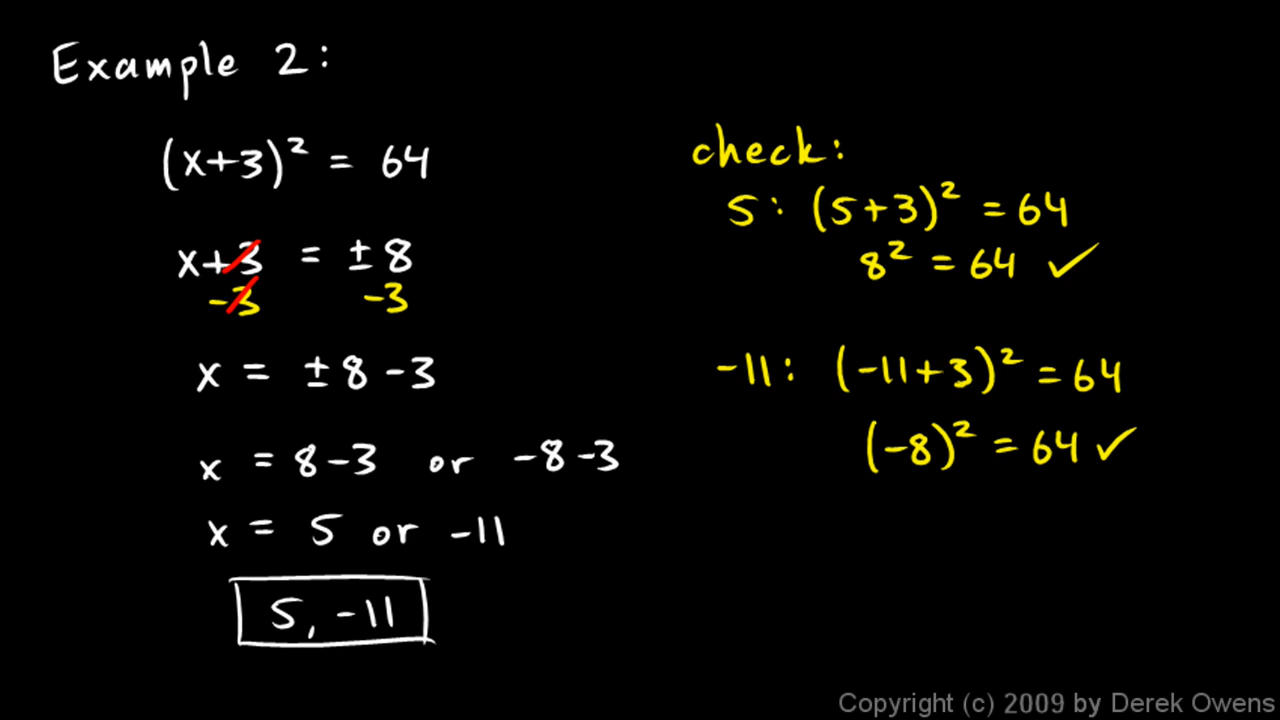 Example 2:
(x+3)² = 64
x+3 = ±8
-3 -3
x = ±8-3
x = 8-3 or -8-3
x = 5 or -11
5, -11
check:
5: (5+3)² = 64
8² = 64 ✓
-11: (-11+3)² = 64
(-8)² = 64 ✓
Copyright (c) 2009 by Derek Owens